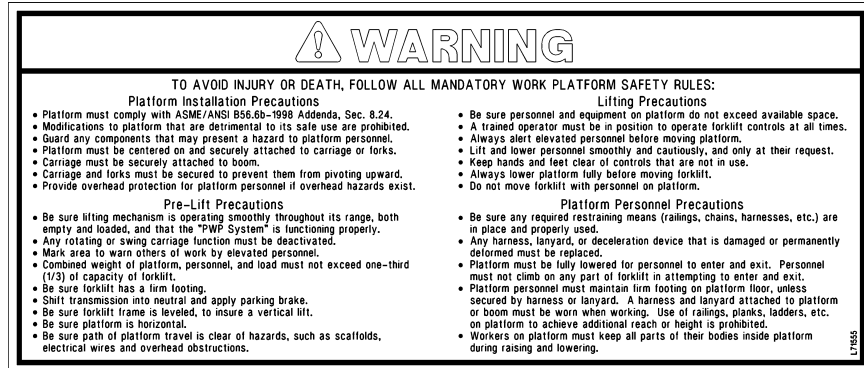 WARNING
TO AVOID INJURY OR DEATH, FOLLOW ALL MANDATORY WORK PLATFORM SAFETY RULES:
Platform Installation Precautions
• Platform must comply with ASME/ANSI B56.6b-1998 Addenda, Sec. 8.24.
• Modifications to platform that are detrimental to its safe use are prohibited.
• Guard any components that may present a hazard to platform personnel.
• Platform must be centered on and securely attached to carriage or forks.
• Carriage must be securely attached to boom.
• Carriage and forks must be secured to prevent them from pivoting upward.
• Provide overhead protection for platform personnel if overhead hazards exist.
Pre-Lift Precautions
• Be sure lifting mechanism is operating smoothly throughout its range, both
empty and loaded, and that the "PWP System" is functioning properly.
• Any rotating or swing carriage function must be deactivated.
• Mark area to warn others of work by elevated personnel.
• Combined weight of platform, personnel, and load must not exceed one-third
(1/3) of capacity of forklift.
• Be sure forklift has a firm footing.
• Shift transmission into neutral and apply parking brake.
• Be sure forklift frame is leveled, to insure a vertical lift.
• Be sure platform is horizontal.
• Be sure path of platform travel is clear of hazards, such as scaffolds,
electrical wires and overhead obstructions.
Lifting Precautions
• Be sure personnel and equipment on platform do not exceed available space.
• A trained operator must be in position to operate forklift controls at all times.
• Always alert elevated personnel before moving platform.
• Lift and lower personnel smoothly and cautiously, and only at their request.
• Keep hands and feet clear of controls that are not in use.
• Always lower platform fully before moving forklift.
• Do not move forklift with personnel on platform.
Platform Personnel Precautions
• Be sure any required restraining means (railings, chains, harnesses, etc.) are
in place and properly used.
• Any harness, lanyard, or deceleration device that is damaged or permanently
deformed must be replaced.
• Platform must be fully lowered for personnel to enter and exit. Personnel
must not climb on any part of forklift in attempting to enter and exit.
• Platform personnel must maintain firm footing on platform floor, unless
secured by harness or lanyard. A harness and lanyard attached to platform
or boom must be worn when working. Use of railings, planks, ladders, etc.
on platform to achieve additional reach or height is prohibited.
• Workers on platform must keep all parts of their bodies inside platform
during raising and lowering.
L71555